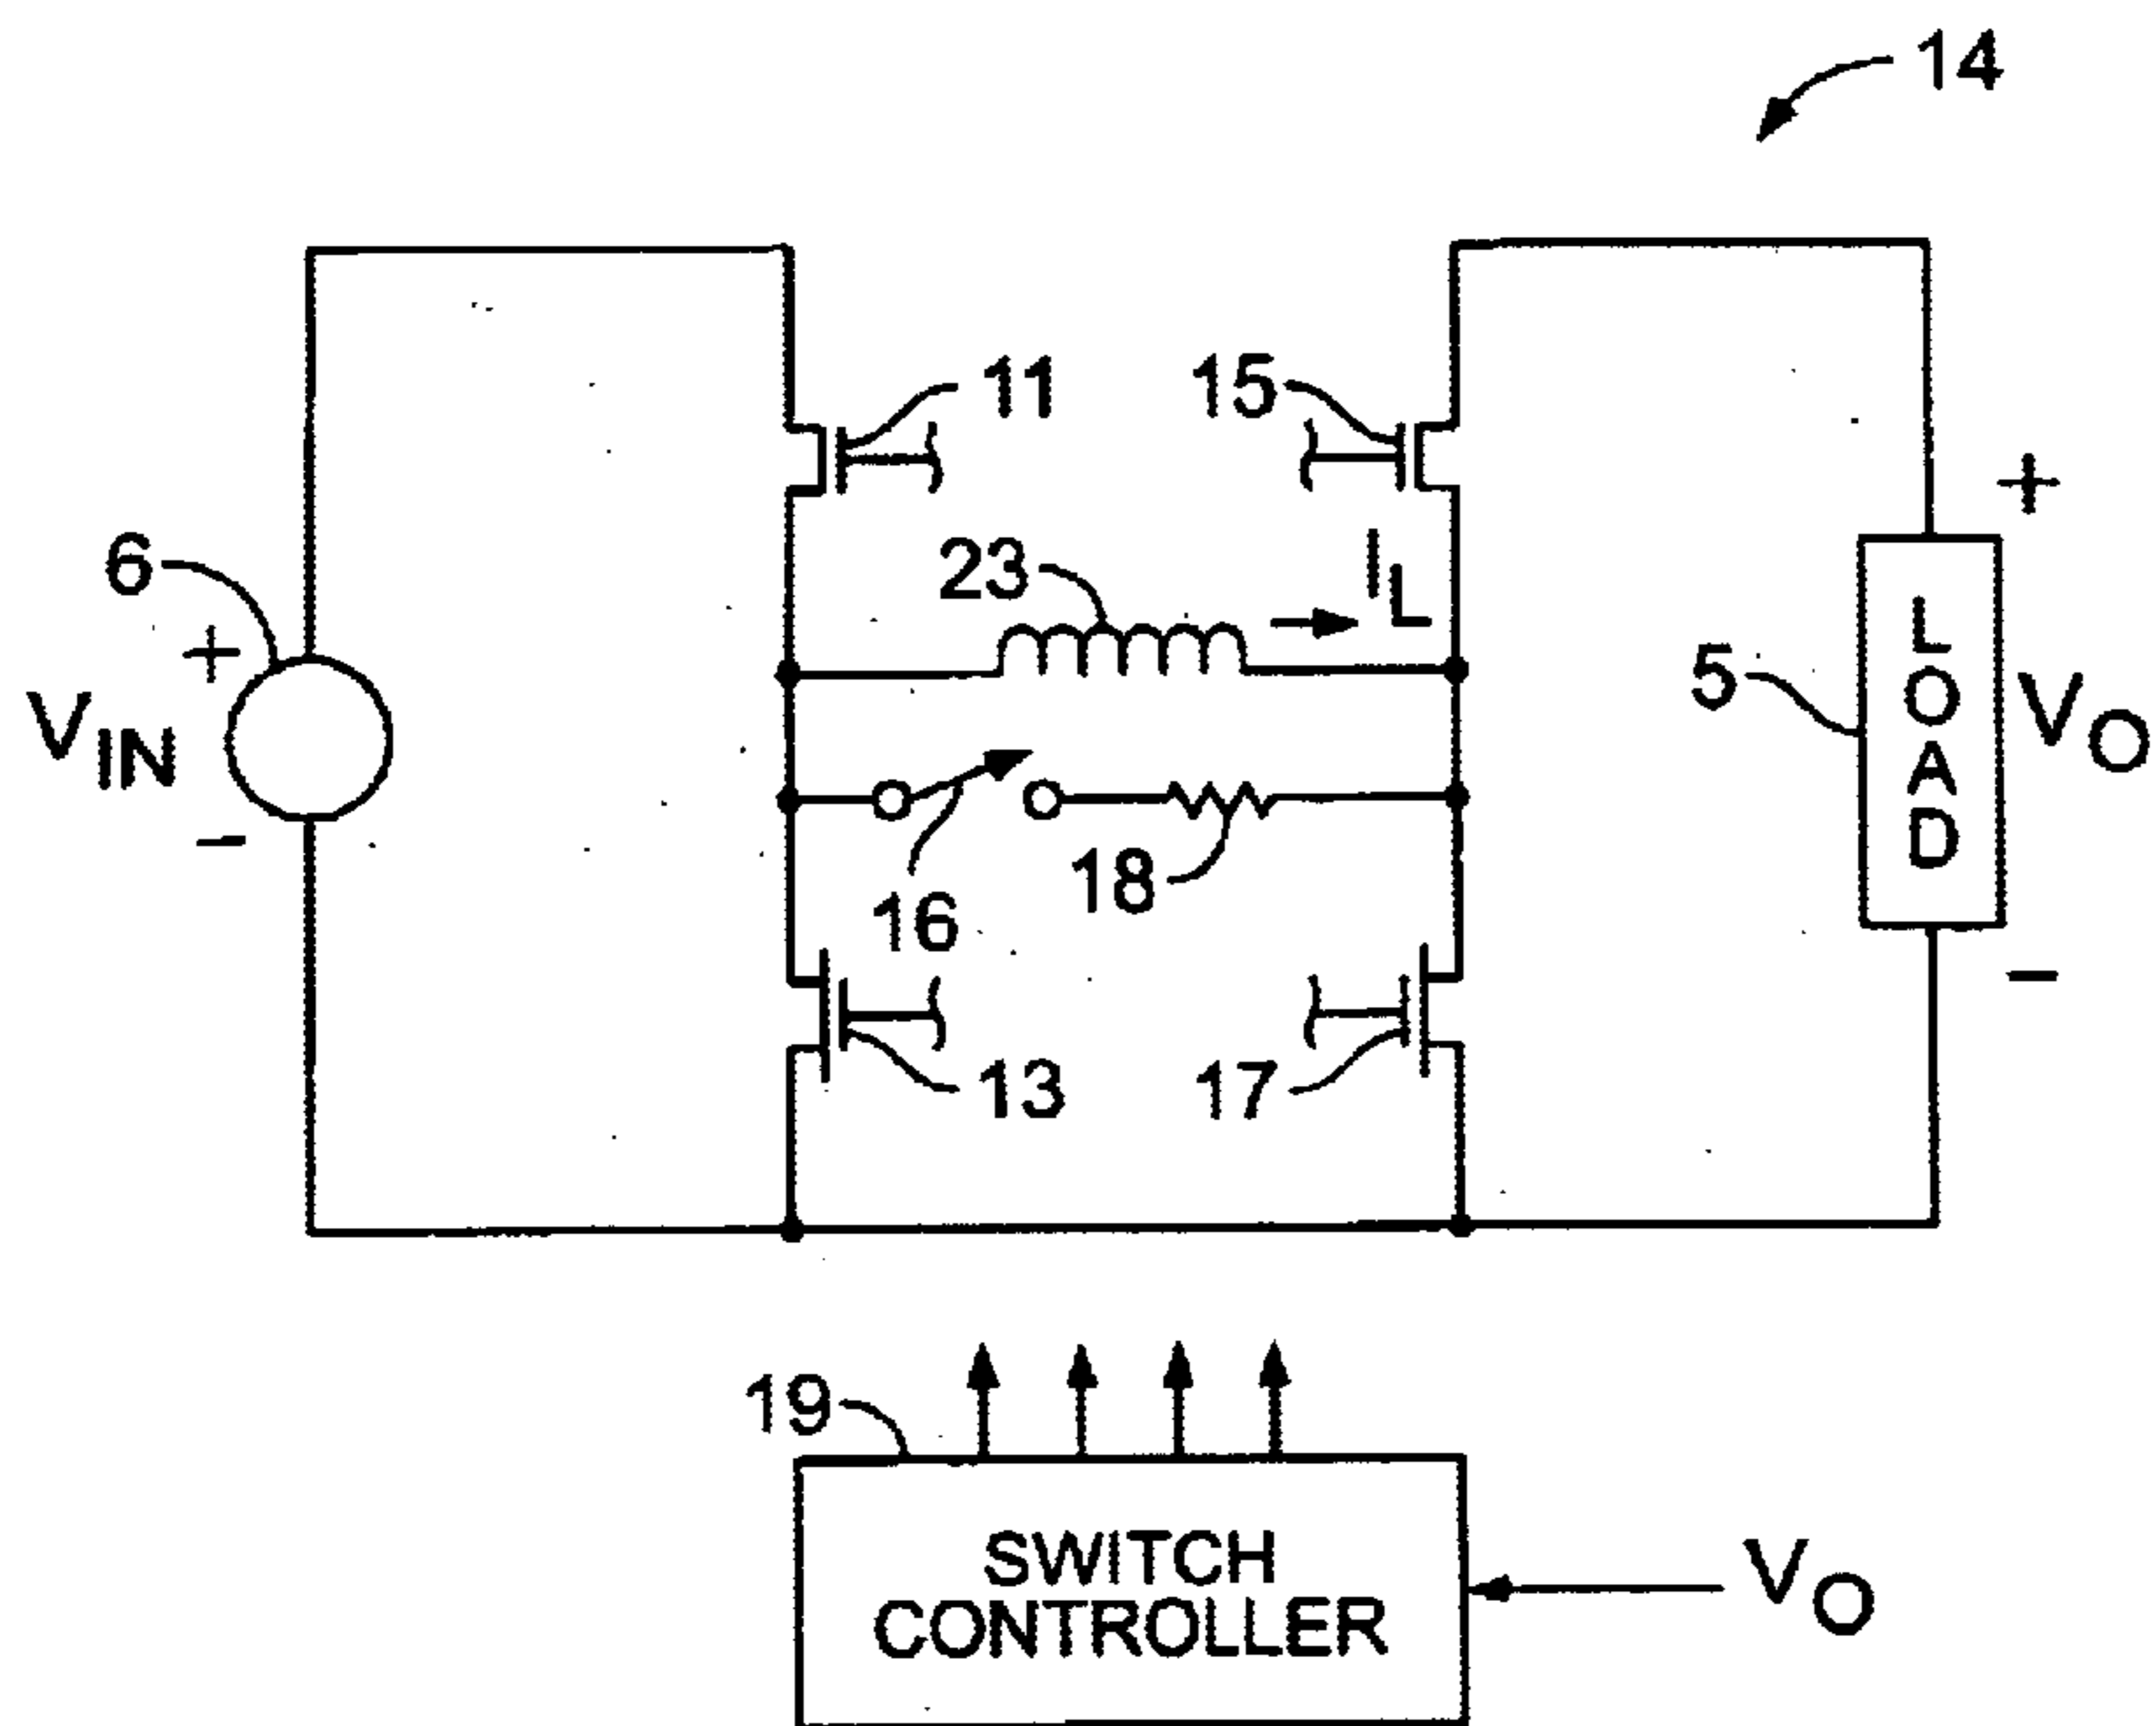 14
11
15
23
IL
6
+
VIN
−
+
5
LOAD
VO
−
16
18
13
17
19
SWITCH
CONTROLLER
VO